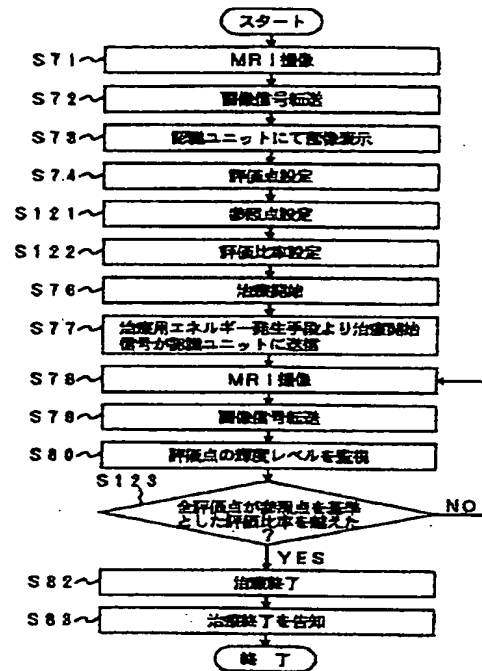 スタート
S71 MRI撮像
S72 画像信号転送
S73 認識ユニットにて画像表示
S74 評価点設定
S121 参照点設定
S122 評価比率設定
S76 治療開始
S77 治療用エネルギー発生手段より治療開始
信号が認識ユニットに送信
S78 MRI撮像
S79 画像信号転送
S80 評価点の輝度レベルを監視
S123
全評価点が参照点を基準
とした評価比率を越えた
?
NO
YES
S82 治療終了
S83 治療終了を告知
終了